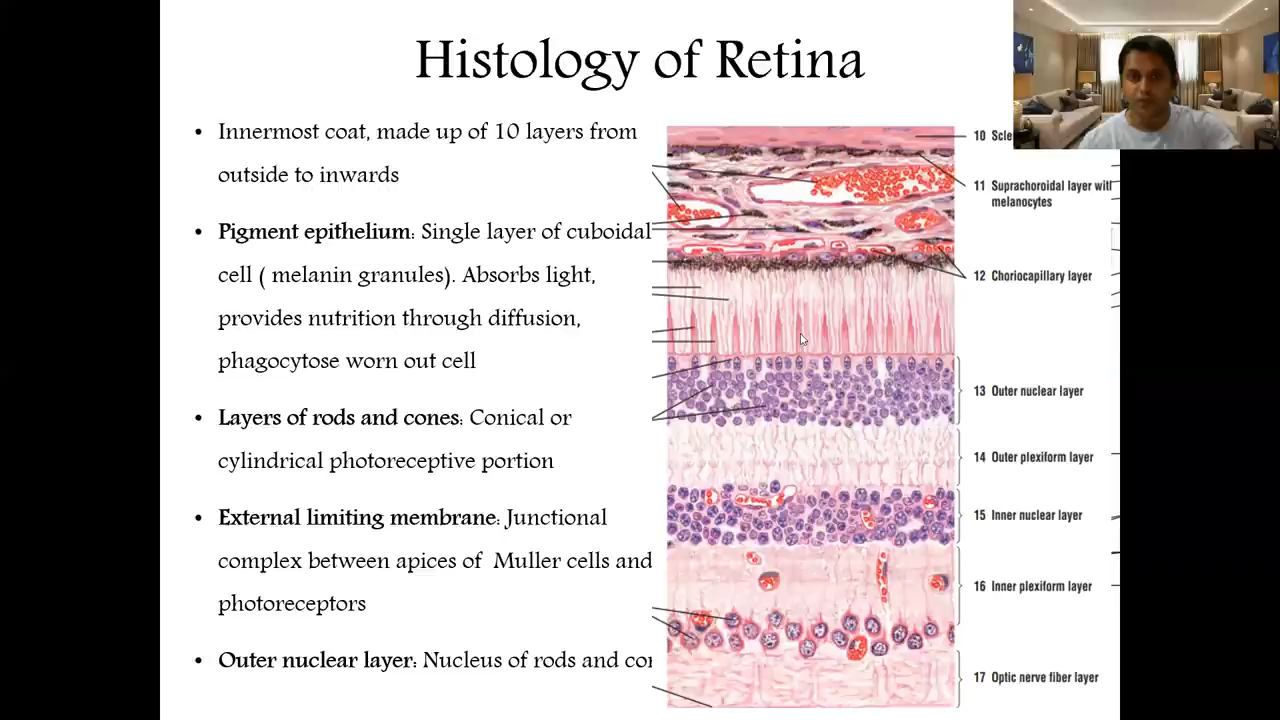 Histology of Retina
• Innermost coat, made up of 10 layers from
outside to inwards
• Pigment epithelium: Single layer of cuboidal
cell ( melanin granules). Absorbs light,
provides nutrition through diffusion,
phagocytose worn out cell
• Layers of rods and cones: Conical or
cylindrical photoreceptive portion
• External limiting membrane: Junctional
complex between apices of Muller cells and
photoreceptors
• Outer nuclear layer: Nucleus of rods and
10
11 Suprachoroidal layer with
melanocytes
12 Choriocapillary layer
13 Outer nuclear layer
14 Outer plexiform layer
15 Inner nuclear layer
16 Inner plexiform layer
17 Optic nerve fiber layer